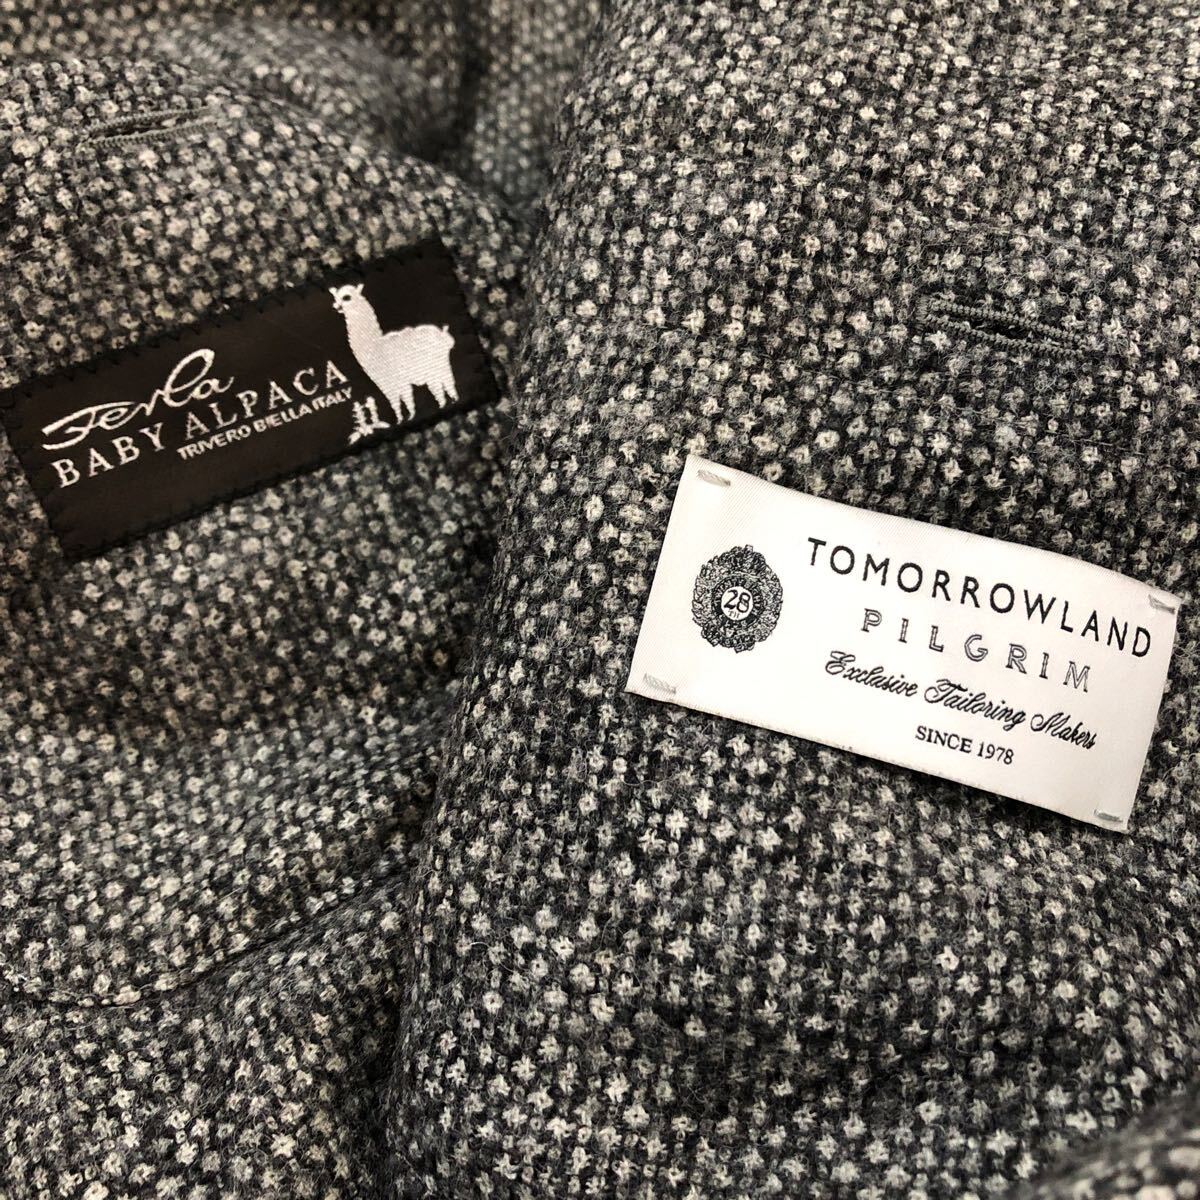 Ferla
BABY ALPACA
TRIVERO BIELLA ITALY
28
TOMORROWLAND
PILGRIM
Exclusive Tailoring Makers
SINCE 1978